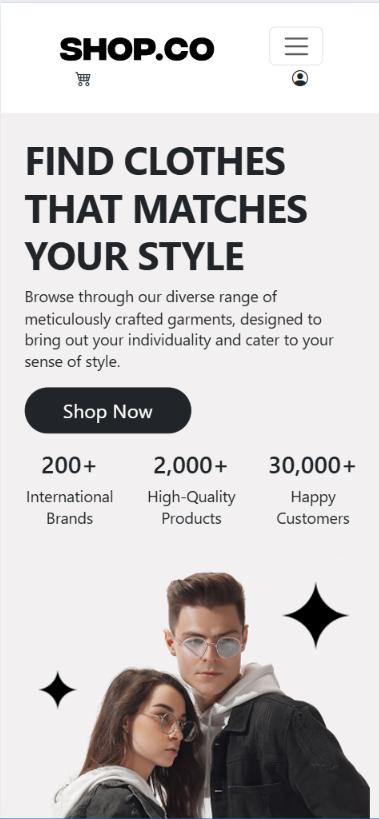 SHOP.CO
FIND CLOTHES
THAT MATCHES
YOUR STYLE
Browse through our diverse range of
meticulously crafted garments, designed to
bring out your individuality and cater to your
sense of style.
Shop Now
200+
International
Brands
2,000+
High-Quality
Products
30,000+
Happy
Customers